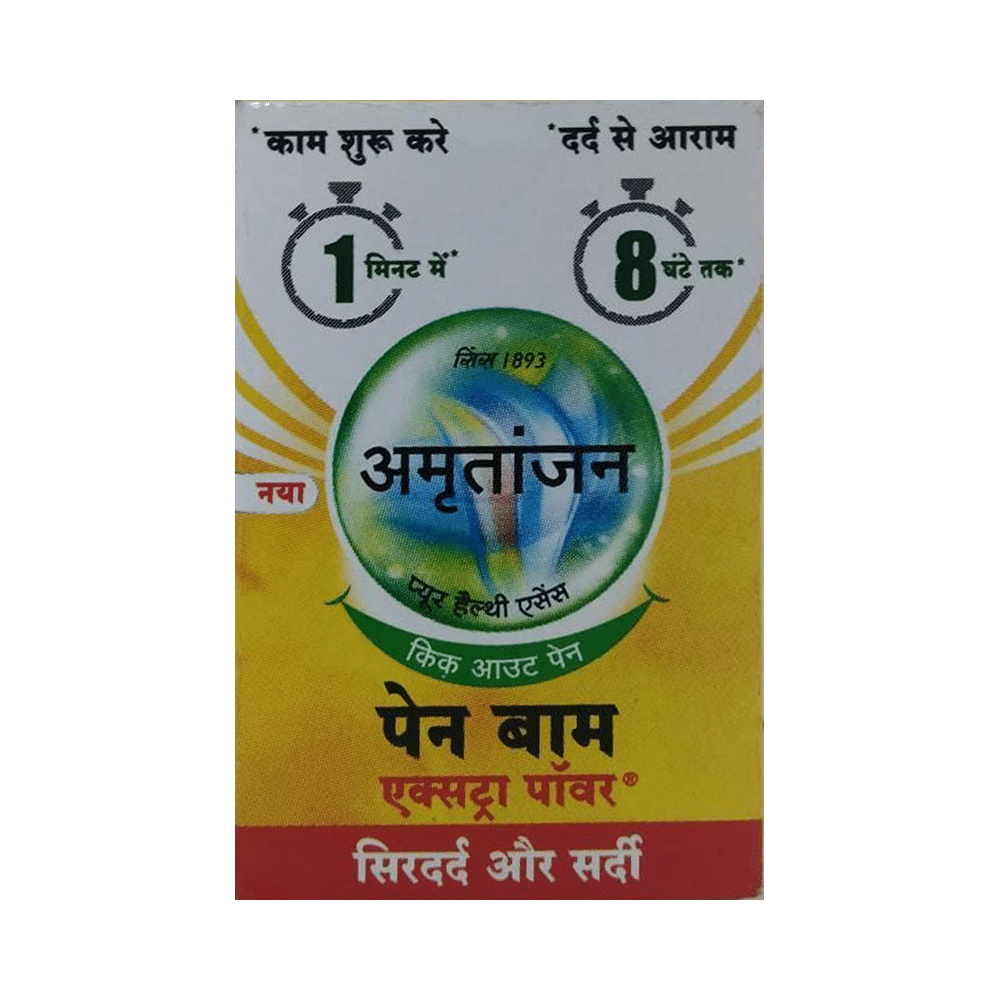 *काम शुरू करे
*दर्द से आराम
1 मिनट में*
8 घंटे तक*
सिंस 1893
अमृतांजन
नया
प्यूर हैल्थी एसेंस
किक़ आउट पेन
पेन बाम
एक्सट्रा पॉवर®
सिरदर्द और सर्दी